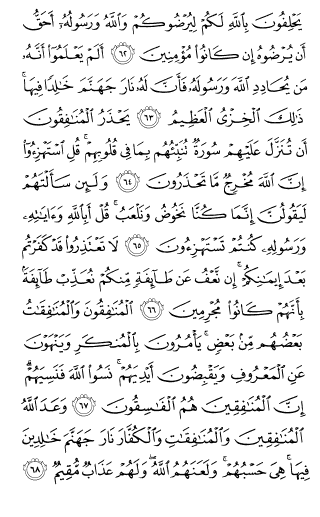 يَحۡلِفُونَ بِٱللَّهِ لَكُمۡ لِيُرۡضُوكُمۡ وَٱللَّهُ وَرَسُولُهُۥٓ أَحَقُّ
أَن يُرۡضُوهُ إِن كَانُواْ مُؤۡمِنِينَ ٦٢ أَلَمۡ يَعۡلَمُوٓاْ أَنَّهُۥ
مَن يُحَادِدِ ٱللَّهَ وَرَسُولَهُۥ فَأَنَّ لَهُۥ نَارَ جَهَنَّمَ خَٰلِدٗا فِيهَاۚ
ذَٰلِكَ ٱلۡخِزۡيُ ٱلۡعَظِيمُ ٦٣ يَحۡذَرُ ٱلۡمُنَٰفِقُونَ
أَن تُنَزَّلَ عَلَيۡهِمۡ سُورَةٞ تُنَبِّئُهُم بِمَا فِي قُلُوبِهِمۡۚ قُلِ ٱسۡتَهۡزِءُوٓاْ
إِنَّ ٱللَّهَ مُخۡرِجٞ مَّا تَحۡذَرُونَ ٦٤ وَلَئِن سَأَلۡتَهُمۡ
لَيَقُولُنَّ إِنَّمَا كُنَّا نَخُوضُ وَنَلۡعَبُۚ قُلۡ أَبِٱللَّهِ وَءَايَٰتِهِۦ
وَرَسُولِهِۦ كُنتُمۡ تَسۡتَهۡزِءُونَ ٦٥ لَا تَعۡتَذِرُواْ قَدۡ كَفَرۡتُم
بَعۡدَ إِيمَٰنِكُمۡۚ إِن نَّعۡفُ عَن طَآئِفَةٖ مِّنكُمۡ نُعَذِّبۡ طَآئِفَةَۢ
بِأَنَّهُمۡ كَانُواْ مُجۡرِمِينَ ٦٦ ٱلۡمُنَٰفِقُونَ وَٱلۡمُنَٰفِقَٰتُ
بَعۡضُهُم مِّنۢ بَعۡضٖۚ يَأۡمُرُونَ بِٱلۡمُنكَرِ وَيَنۡهَوۡنَ
عَنِ ٱلۡمَعۡرُوفِ وَيَقۡبِضُونَ أَيۡدِيَهُمۡۚ نَسُواْ ٱللَّهَ فَنَسِيَهُمۡۚ
إِنَّ ٱلۡمُنَٰفِقِينَ هُمُ ٱلۡفَٰسِقُونَ ٦٧ وَعَدَ ٱللَّهُ
ٱلۡمُنَٰفِقِينَ وَٱلۡمُنَٰفِقَٰتِ وَٱلۡكُفَّارَ نَارَ جَهَنَّمَ خَٰلِدِينَ
فِيهَاۚ هِيَ حَسۡبُهُمۡۚ وَلَعَنَهُمُ ٱللَّهُۖ وَلَهُمۡ عَذَابٞ مُّقِيمٞ ٦٨